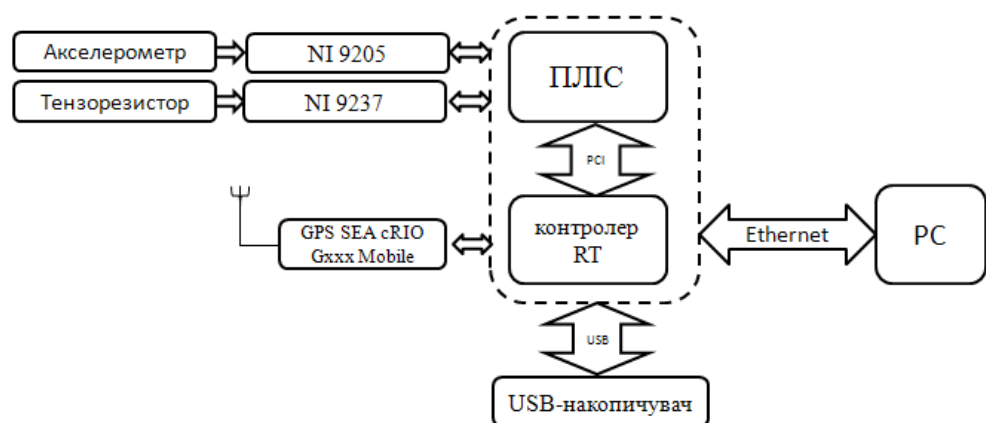 Акселерометр
NI 9205
ПЛІС
Тензорезистор
NI 9237
PCI
GPS SEA cRIO
Gxxx Mobile
контролер
RT
Ethernet
PC
USB
USB-накопичувач